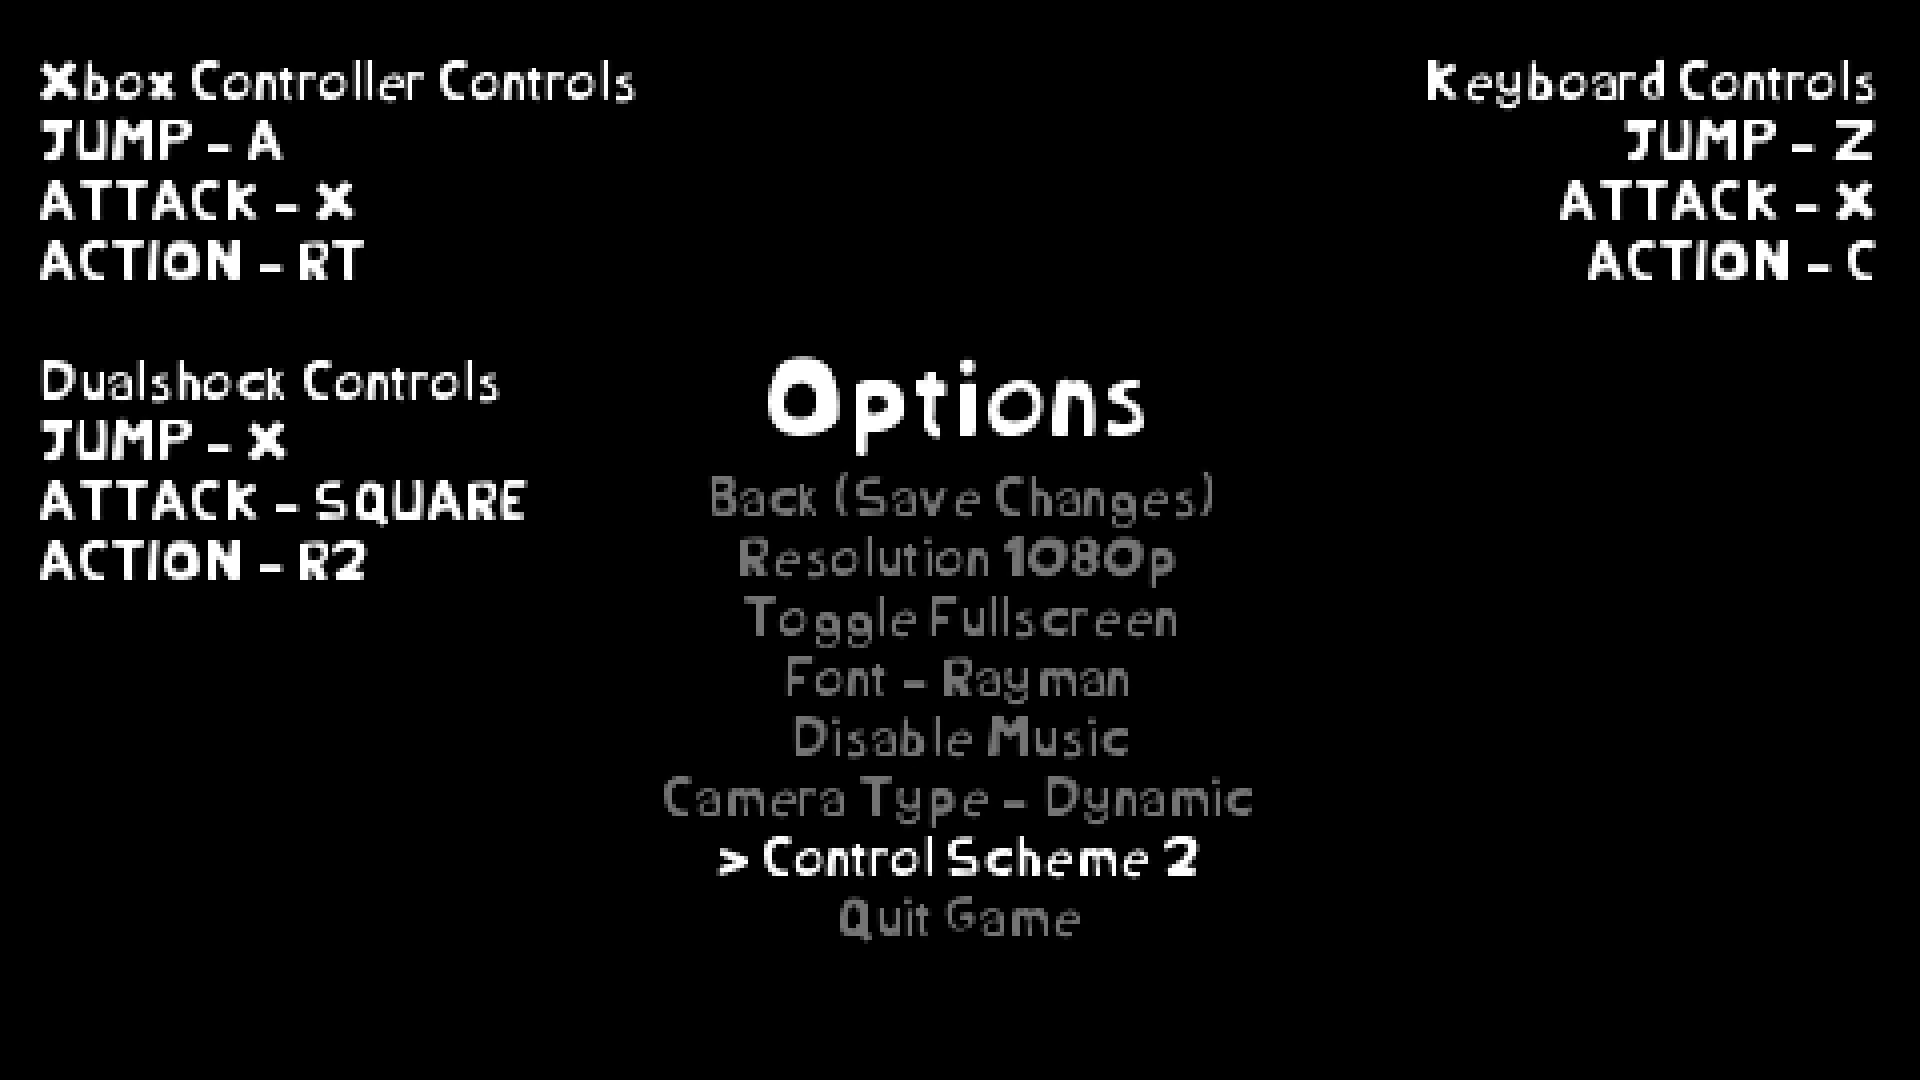 Xbox Controller Controls
JUMP - A
ATTACK - X
ACTION - RT
Keyboard Controls
JUMP - Z
ATTACK - X
ACTION - C
Dualshock Controls
JUMP - X
ATTACK - SQUARE
ACTION - R2
Options
Back (Save Changes)
Resolution 1080p
Toggle Fullscreen
Font - Rayman
Disable Music
Camera Type - Dynamic
> Control Scheme 2
Quit Game